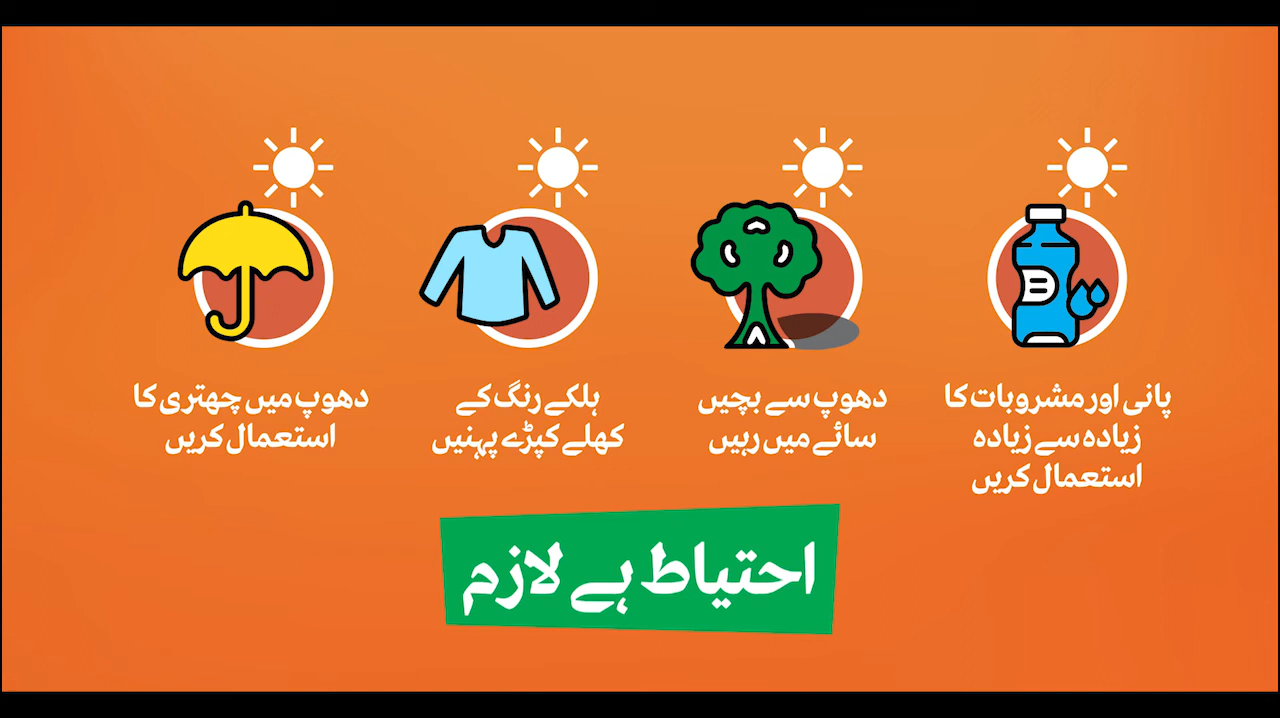 پانی اور مشروبات کا
زیادہ سے زیادہ
استعمال کریں
دھوپ سے بچیں
سائے میں رہیں
ہلکے رنگ کے
کھلے کپڑے پہنیں
دھوپ میں چھتری کا
استعمال کریں
احتیاط ہے لازم